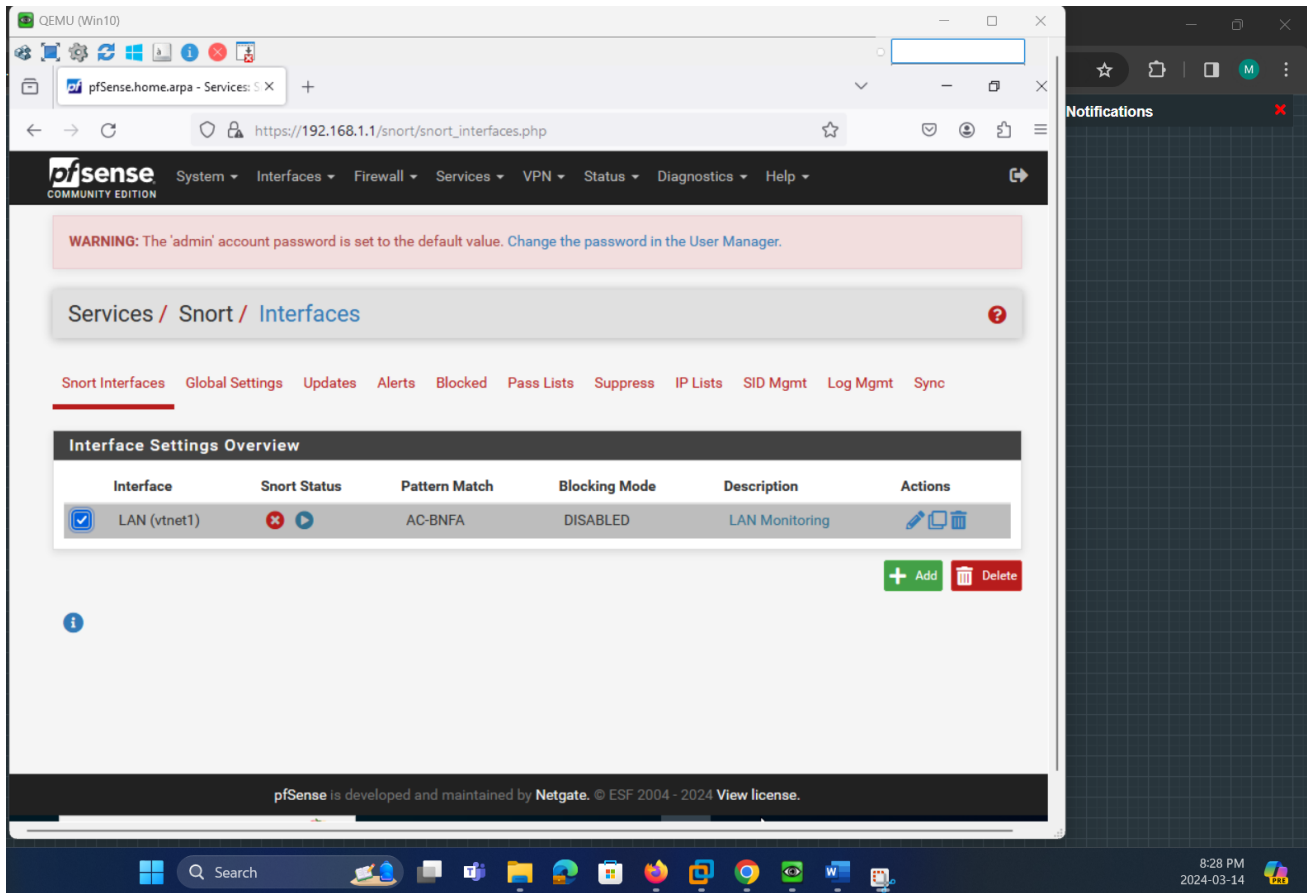 QEMU (Win10)
pfSense.home.arpa - Services: S
https://192.168.1.1/snort/snort_interfaces.php
M
Notifications
pfsense
COMMUNITY EDITION
System Interfaces Firewall Services VPN Status Diagnostics Help
WARNING: The 'admin' account password is set to the default value. Change the password in the User Manager.
Services / Snort / Interfaces
Snort Interfaces Global Settings Updates Alerts Blocked Pass Lists Suppress IP Lists SID Mgmt Log Mgmt Sync
Interface Settings Overview
Interface Snort Status Pattern Match Blocking Mode Description Actions
LAN (vtnet1) AC-BNFA DISABLED LAN Monitoring
Add Delete
pfSense is developed and maintained by Netgate. © ESF 2004 - 2024 View license.
Search
8:28 PM
2024-03-14
PRE